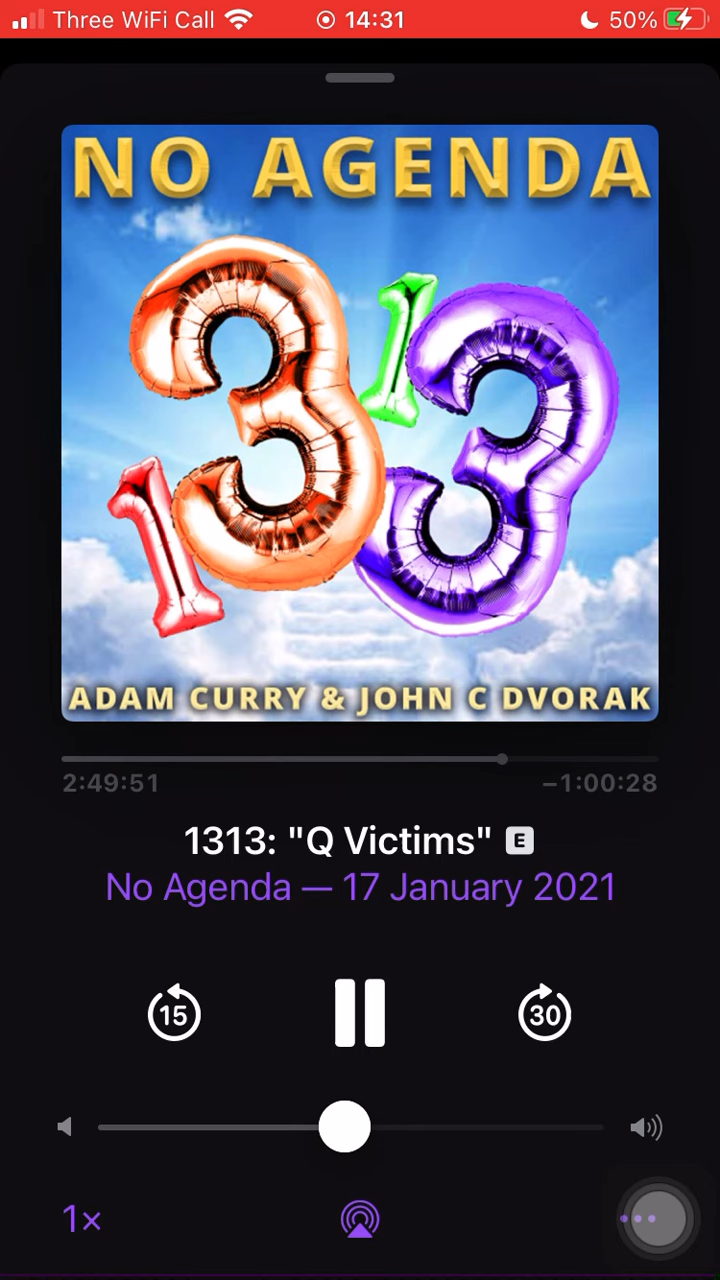 Three WiFi Call 14:31 50%
NO AGENDA
1313
ADAM CURRY & JOHN C DVORAK
2:49:51 –1:00:28
1313: "Q Victims" E
No Agenda — 17 January 2021
15 30
1×